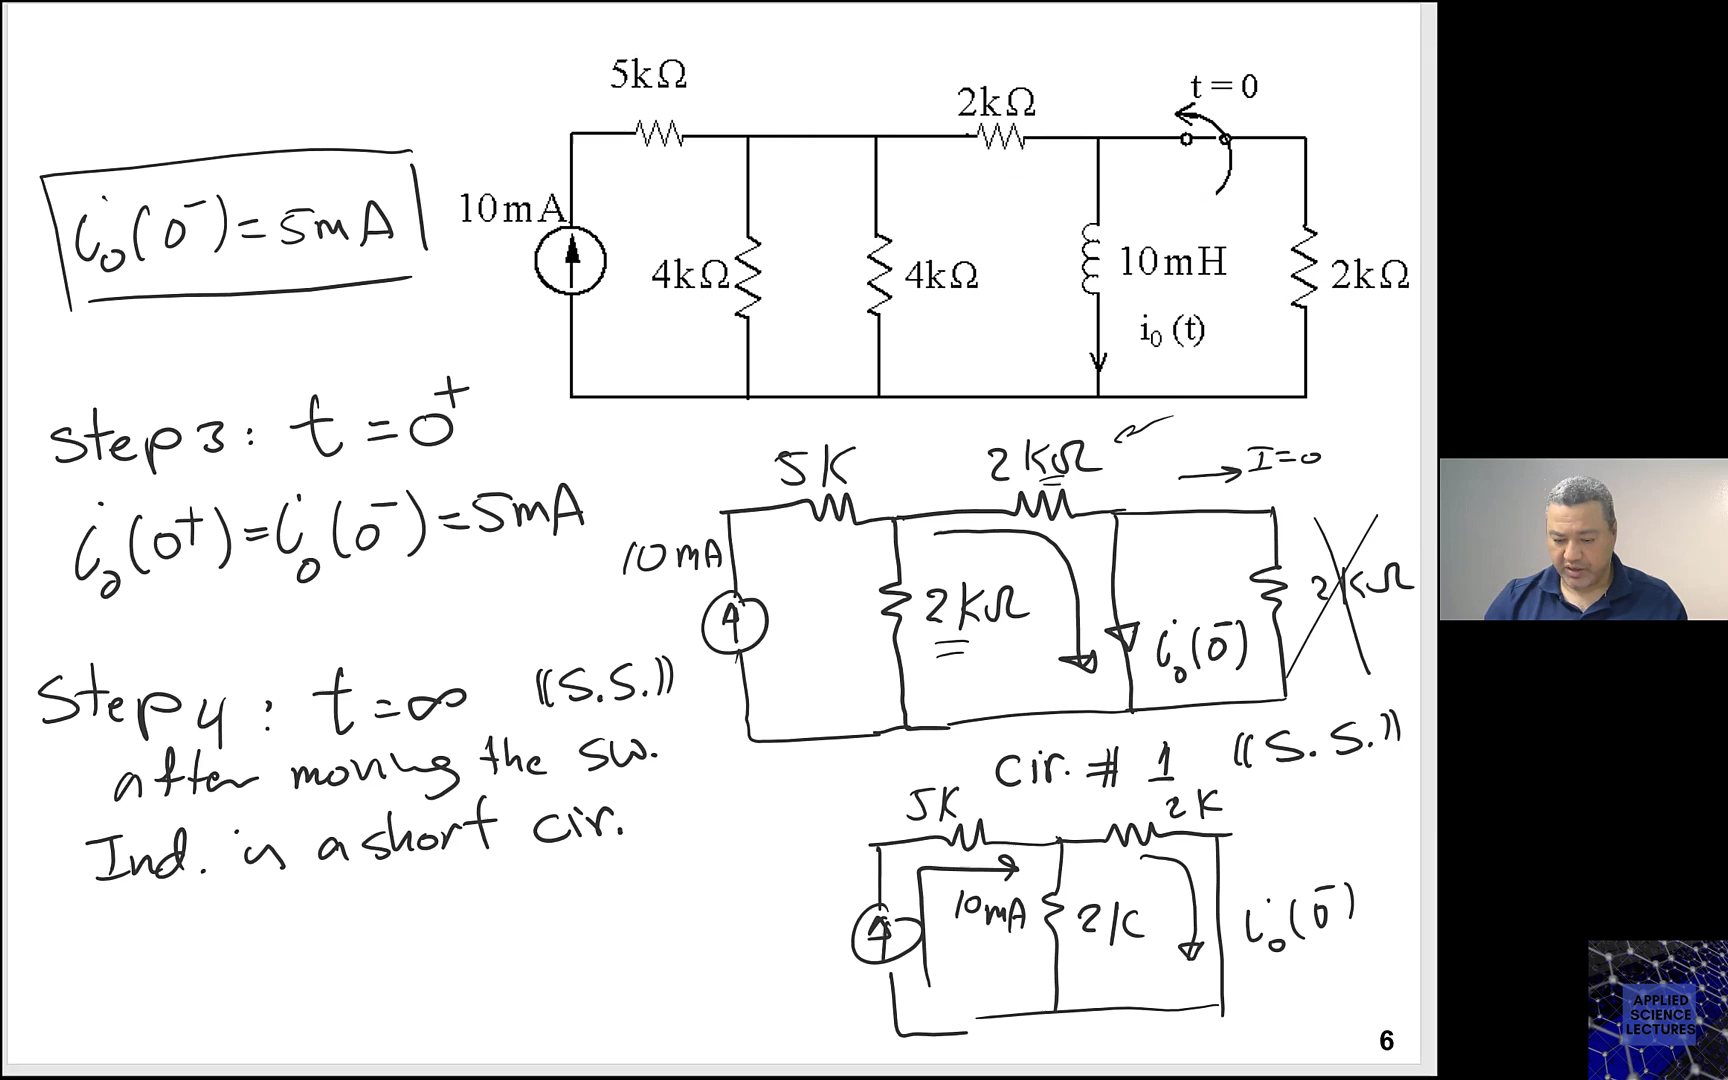 5kΩ
2kΩ
t = 0
10mA
4kΩ
4kΩ
10mH
2kΩ
i₀ (t)
i₀(0⁻) = 5mA
Step 3: t = 0⁺
i₀(0⁺) = i₀(0⁻) = 5mA
Step 4: t = ∞ ((S.S.))
after moving the sw.
Ind. is a short cir.
5K
2kΩ
I = 0
10mA
2kΩ
i₀(0⁻)
2kΩ
Cir. # 1 ((S.S.))
5K
2K
10mA
2K
i₀(0⁻)
6
APPLIED
SCIENCE
LECTURES